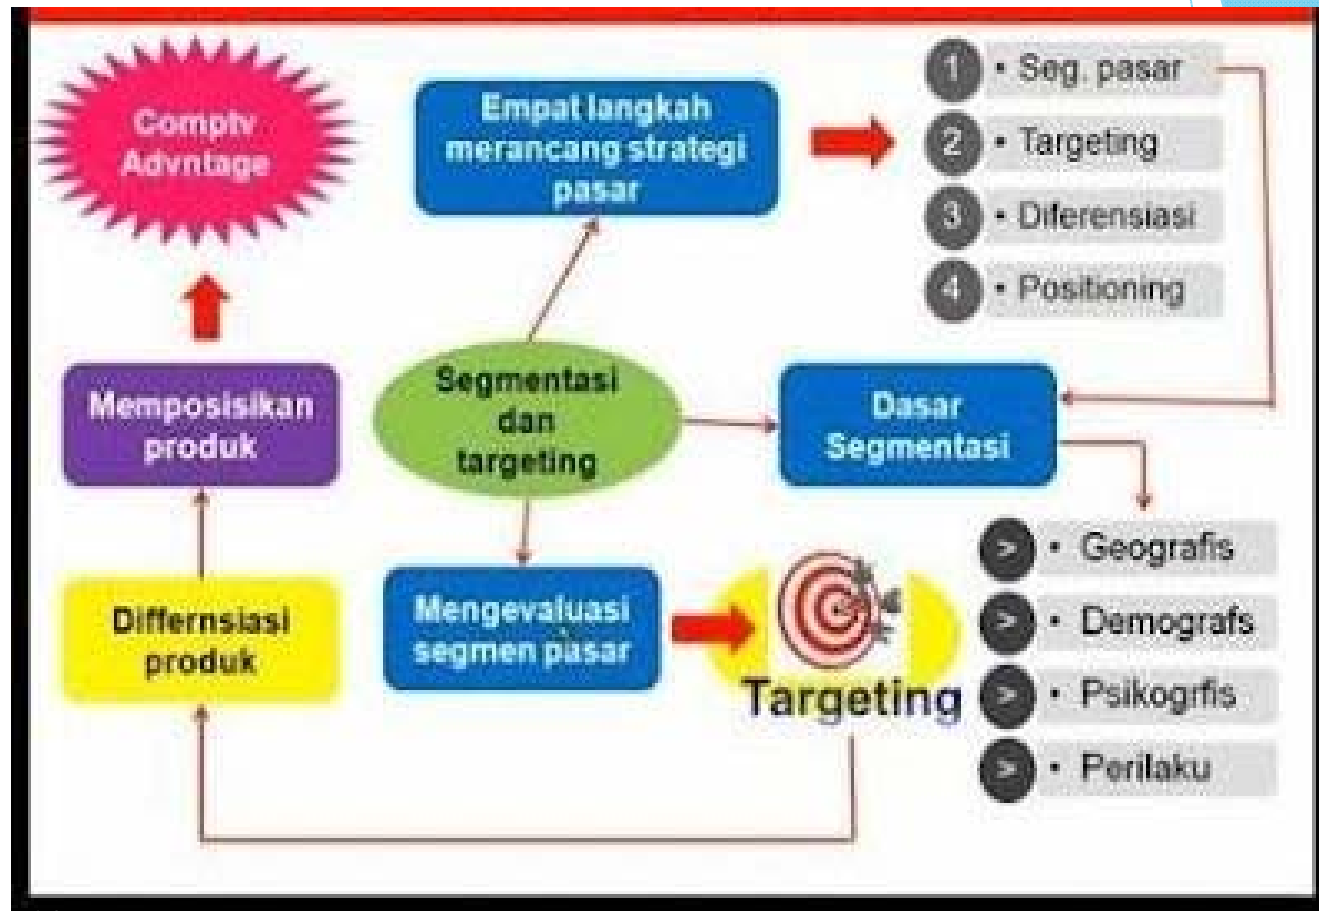 Complv
Advntage
Empat langkah
merancang strategi
pasar
1 • Seg. pasar
2 • Targeting
3 • Diferensiasi
4 • Positioning
Memposisikan
produk
Segmentasi
dan
targeting
Dasar
Segmentasi
Differnsiasi
produk
Mengevaluasi
segmen pasar
Targeting
> • Geografis
> • Demografs
> • Psikogrfis
> • Perilaku